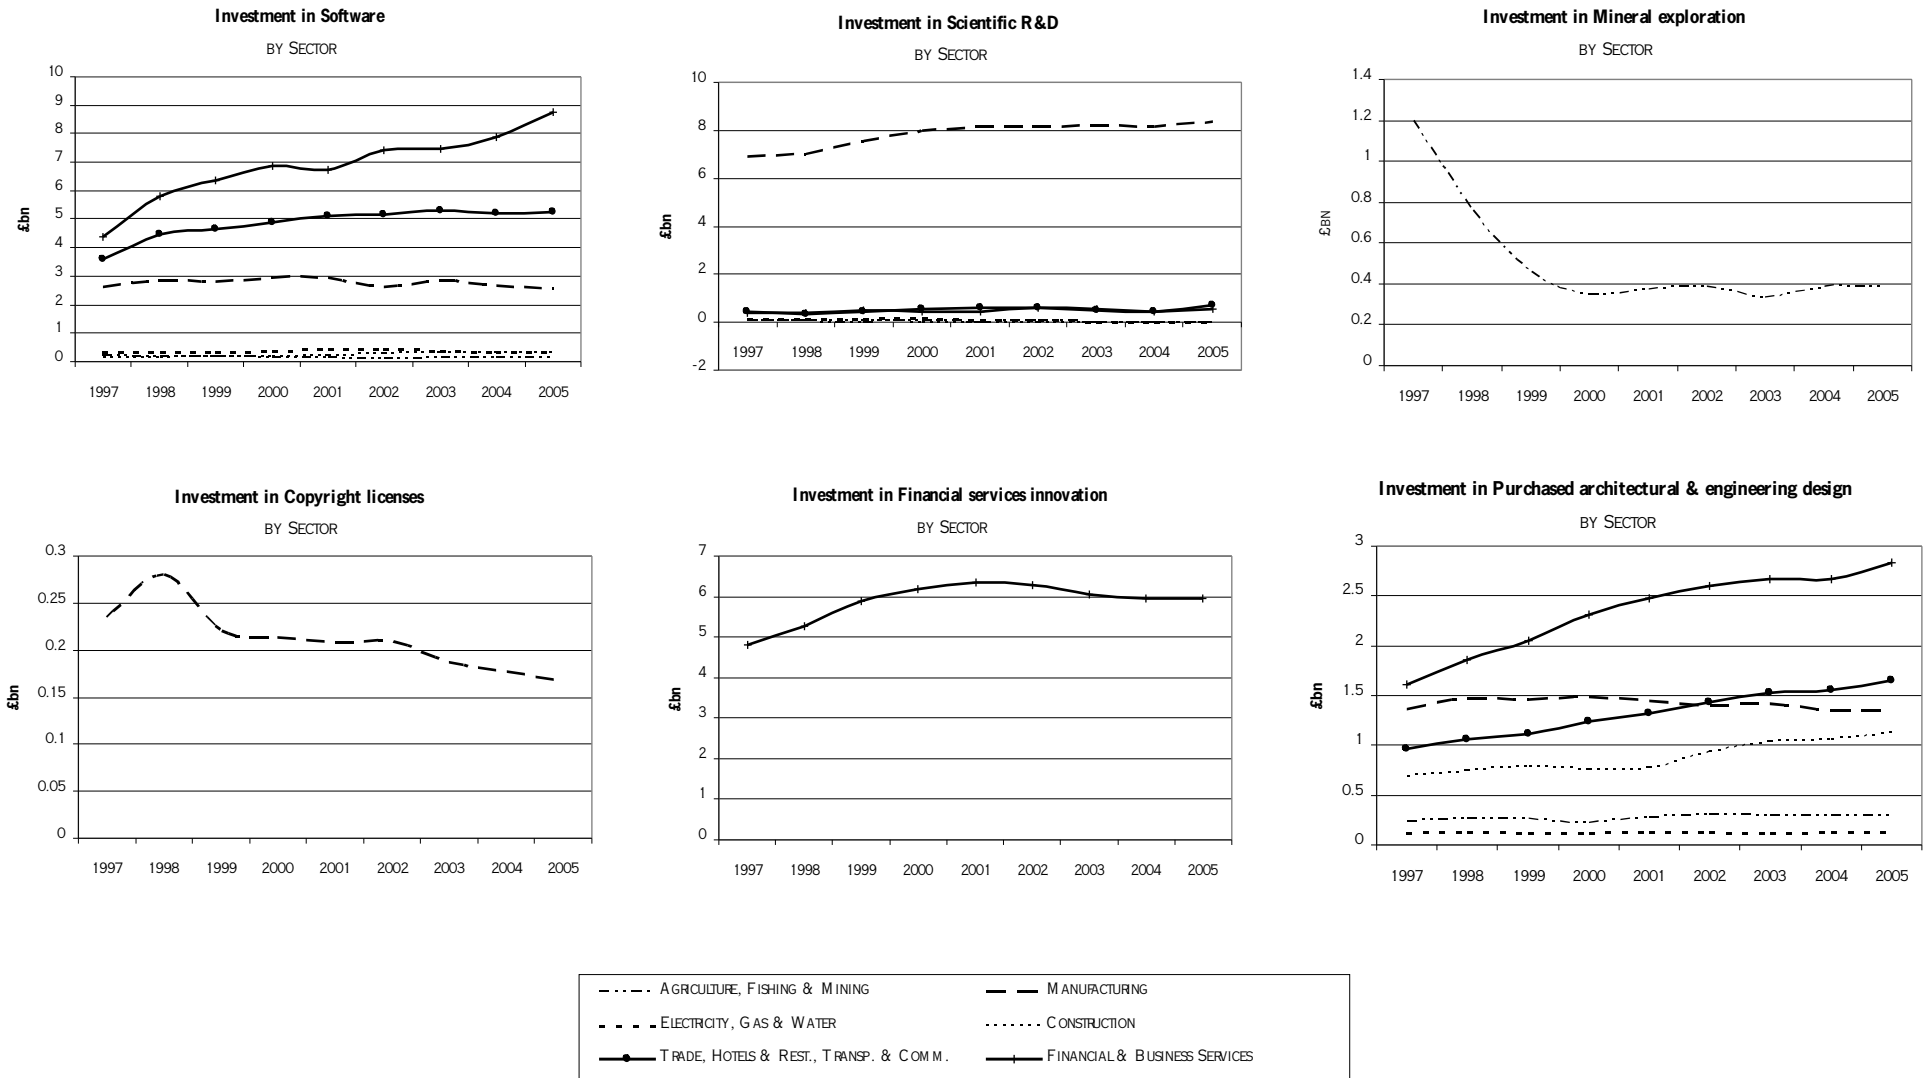 Investment in Software
BY SECTOR
10
9
8
7
6
5
4
3
2
1
0
£bn
1997 1998 1999 2000 2001 2002 2003 2004 2005
Investment in Scientific R&D
BY SECTOR
10
8
6
4
2
0
-2
£bn
1997 1998 1999 2000 2001 2002 2003 2004 2005
Investment in Mineral exploration
BY SECTOR
1.4
1.2
1
0.8
0.6
0.4
0.2
0
£BN
1997 1998 1999 2000 2001 2002 2003 2004 2005
Investment in Copyright licenses
BY SECTOR
0.3
0.25
0.2
0.15
0.1
0.05
0
£bn
1997 1998 1999 2000 2001 2002 2003 2004 2005
Investment in Financial services innovation
BY SECTOR
7
6
5
4
3
2
1
0
£bn
1997 1998 1999 2000 2001 2002 2003 2004 2005
Investment in Purchased architectural & engineering design
BY SECTOR
3
2.5
2
1.5
1
0.5
0
£bn
1997 1998 1999 2000 2001 2002 2003 2004 2005
AGRICULTURE, FISHING & MINING
MANUFACTURING
ELECTRICITY, GAS & WATER
CONSTRUCTION
TRADE, HOTELS & REST., TRANSP. & COMM.
FINANCIAL & BUSINESS SERVICES